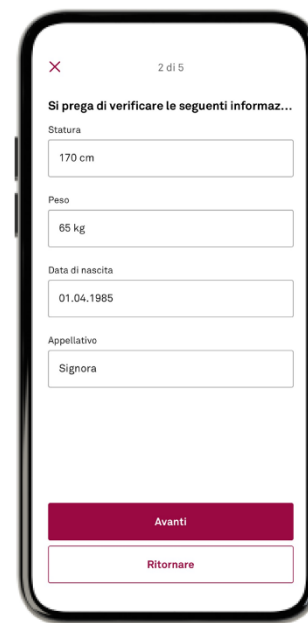 2 di 5
Si prega di verificare le seguenti informaz...
Statura
170 cm
Peso
65 kg
Data di nascita
01.04.1985
Appellativo
Signora
Avanti
Ritornare